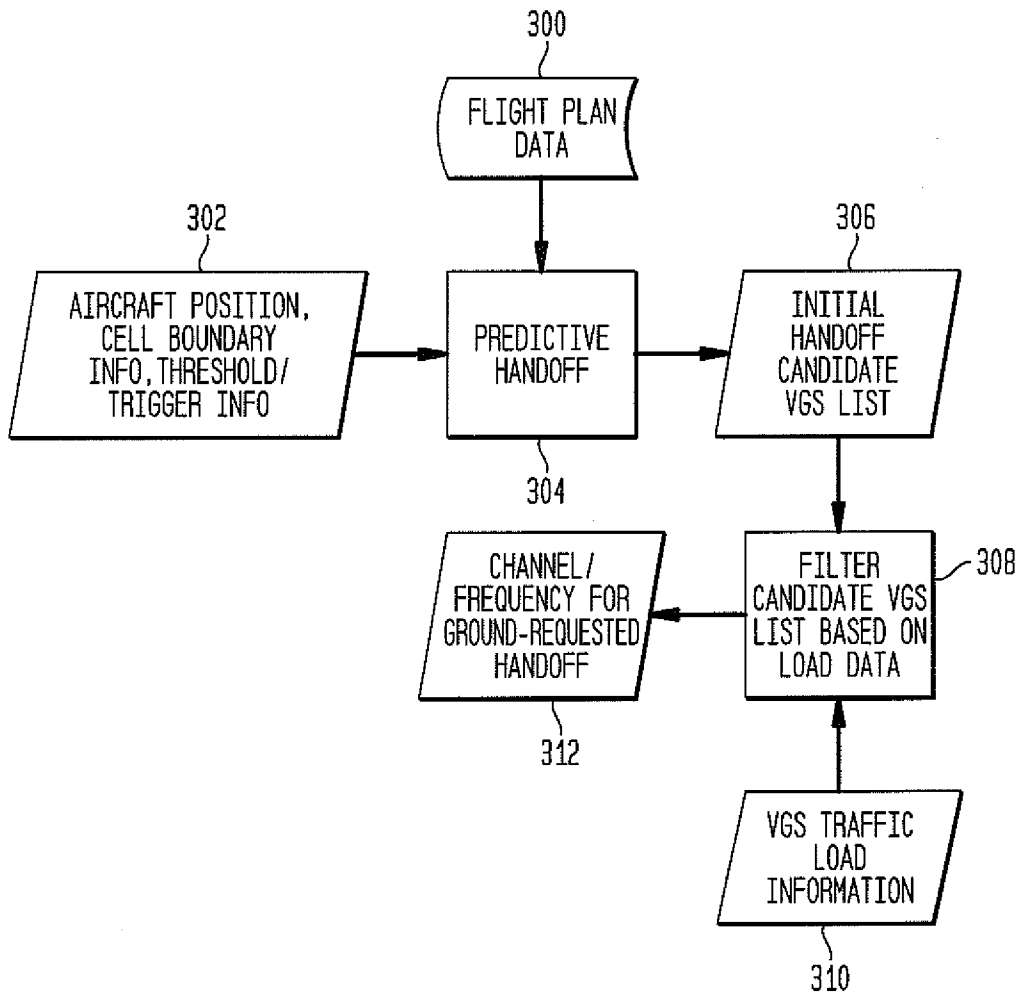 300
FLIGHT PLAN
DATA
302
AIRCRAFT POSITION,
CELL BOUNDARY
INFO, THRESHOLD/
TRIGGER INFO
PREDICTIVE
HANDOFF
304
306
INITIAL
HANDOFF
CANDIDATE
VGS LIST
CHANNEL/
FREQUENCY FOR
GROUND-REQUESTED
HANDOFF
312
FILTER
CANDIDATE VGS
LIST BASED ON
LOAD DATA
308
VGS TRAFFIC
LOAD
INFORMATION
310